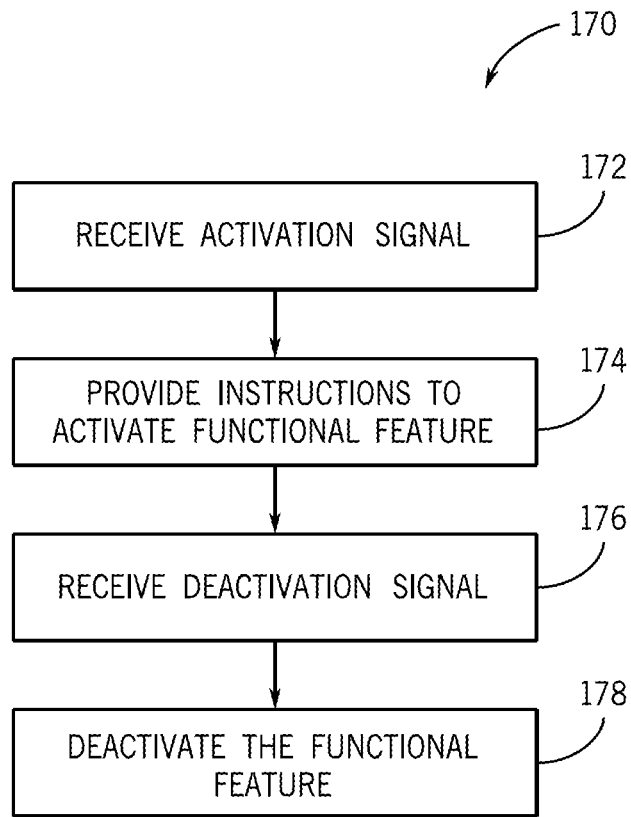 170
172
RECEIVE ACTIVATION SIGNAL
174
PROVIDE INSTRUCTIONS TO
ACTIVATE FUNCTIONAL FEATURE
176
RECEIVE DEACTIVATION SIGNAL
178
DEACTIVATE THE FUNCTIONAL
FEATURE